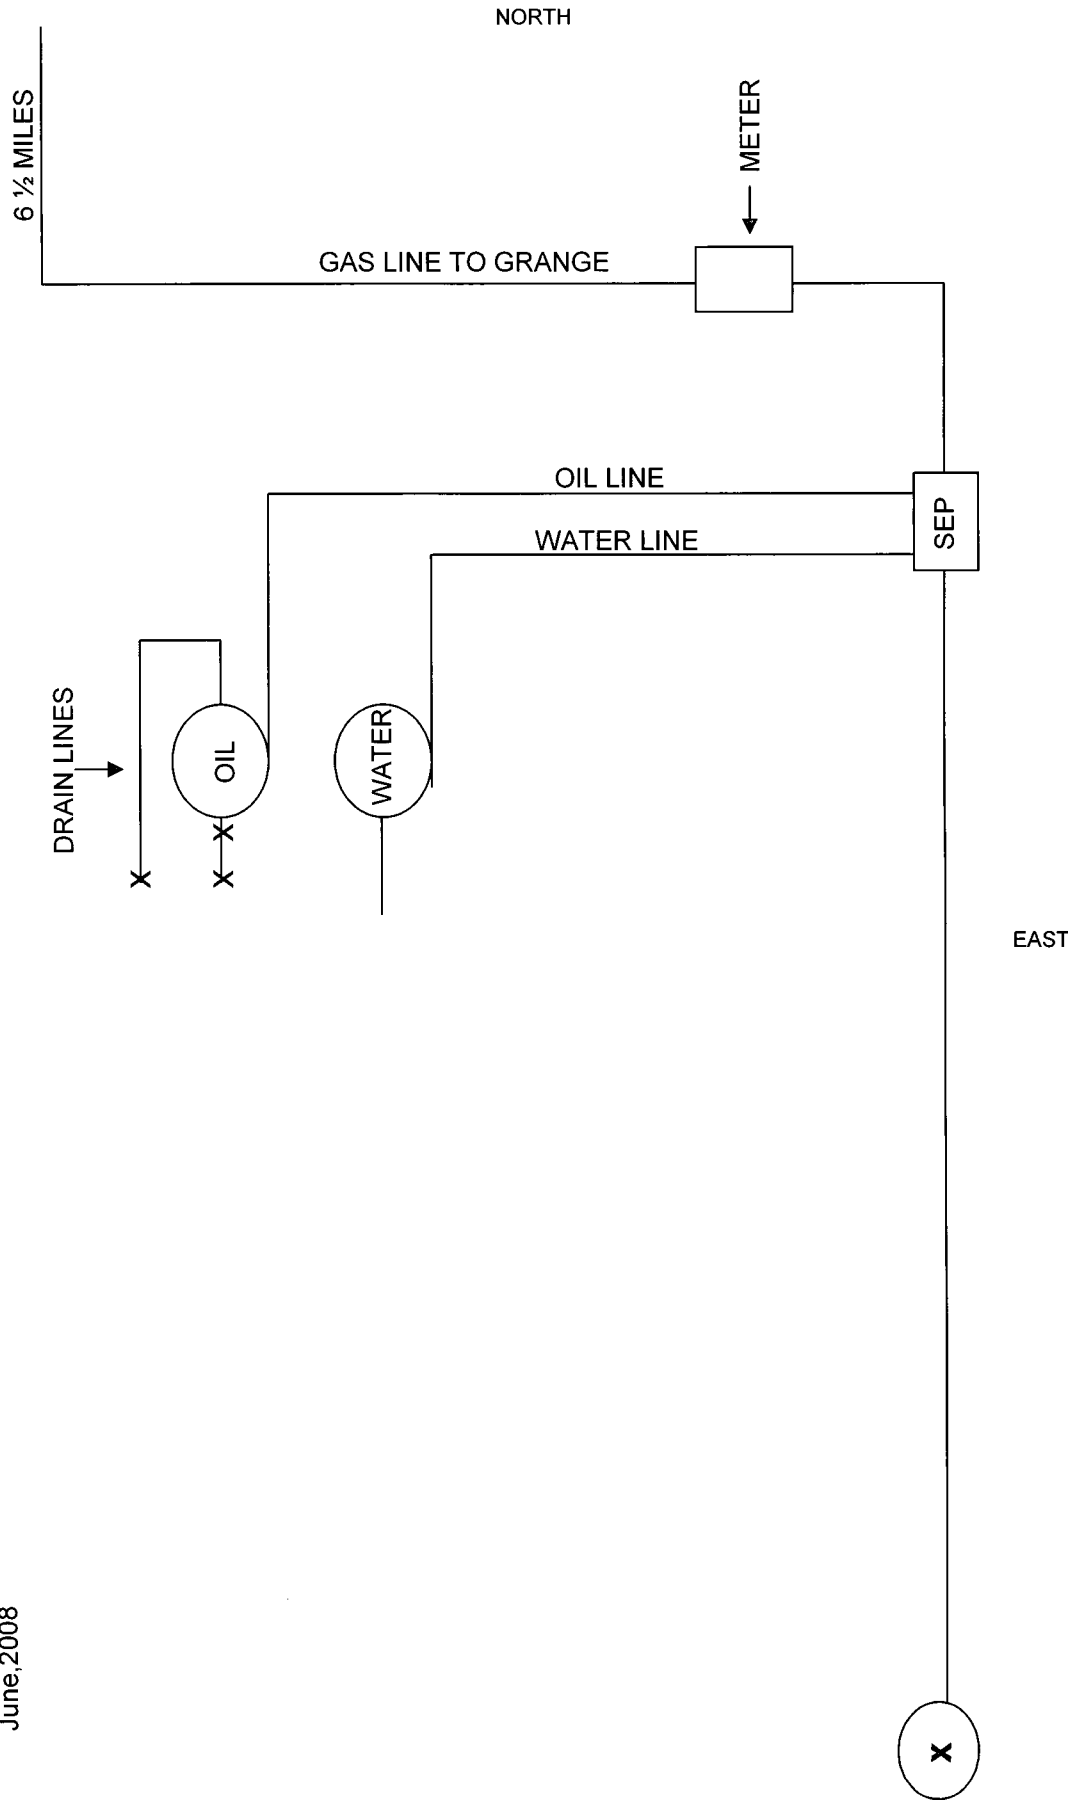 NORTH
6 ½ MILES
METER
GAS LINE TO GRANGE
OIL LINE
WATER LINE
SEP
DRAIN LINES
OIL
WATER
X
X
X
EAST
June,2008
X